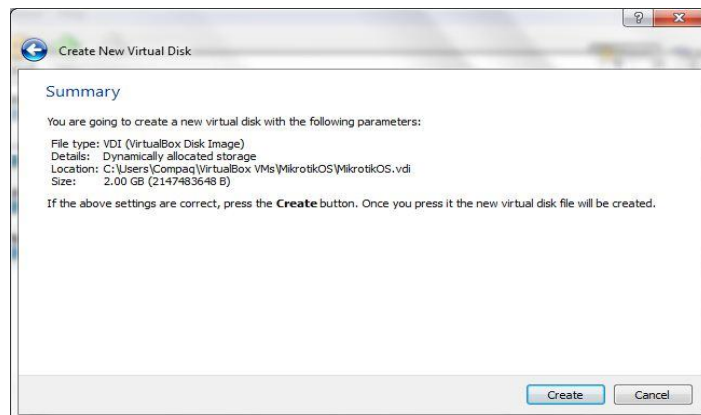 Create New Virtual Disk
Summary
You are going to create a new virtual disk with the following parameters:
File type: VDI (VirtualBox Disk Image)
Details: Dynamically allocated storage
Location: C:\Users\Compaq\VirtualBox VMs\MikrotikOS\MikrotikOS.vdi
Size: 2.00 GB (2147483648 B)
If the above settings are correct, press the Create button. Once you press it the new virtual disk file will be created.
Create Cancel